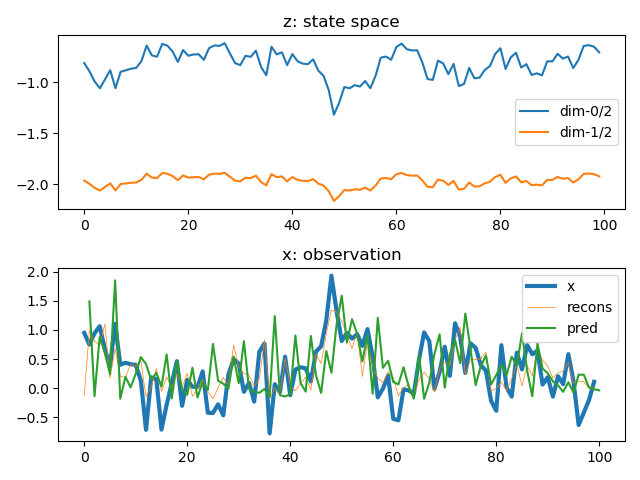 z: state space
−1.0
−1.5
−2.0
dim-0/2
dim-1/2
0 20 40 60 80 100
x: observation
2.0
1.5
1.0
0.5
0.0
−0.5
x
recons
pred
0 20 40 60 80 100